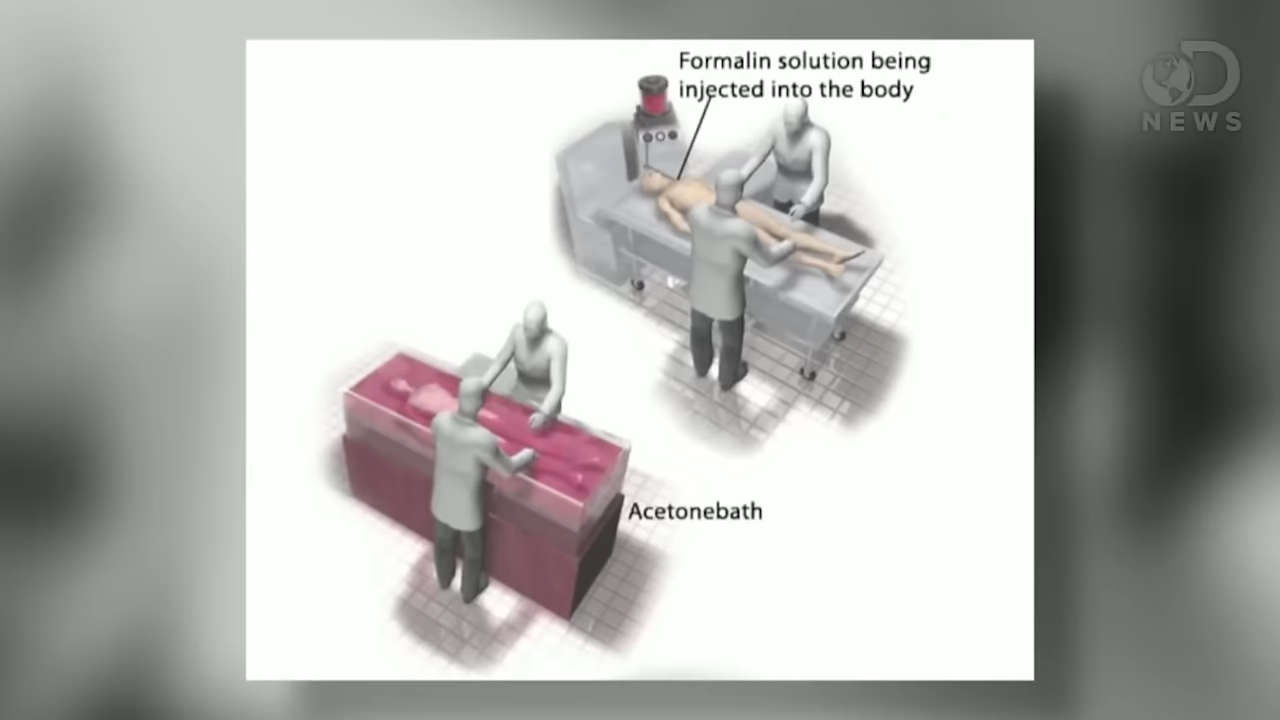 Formalin solution being
injected into the body
D
NEWS
Acetonebath